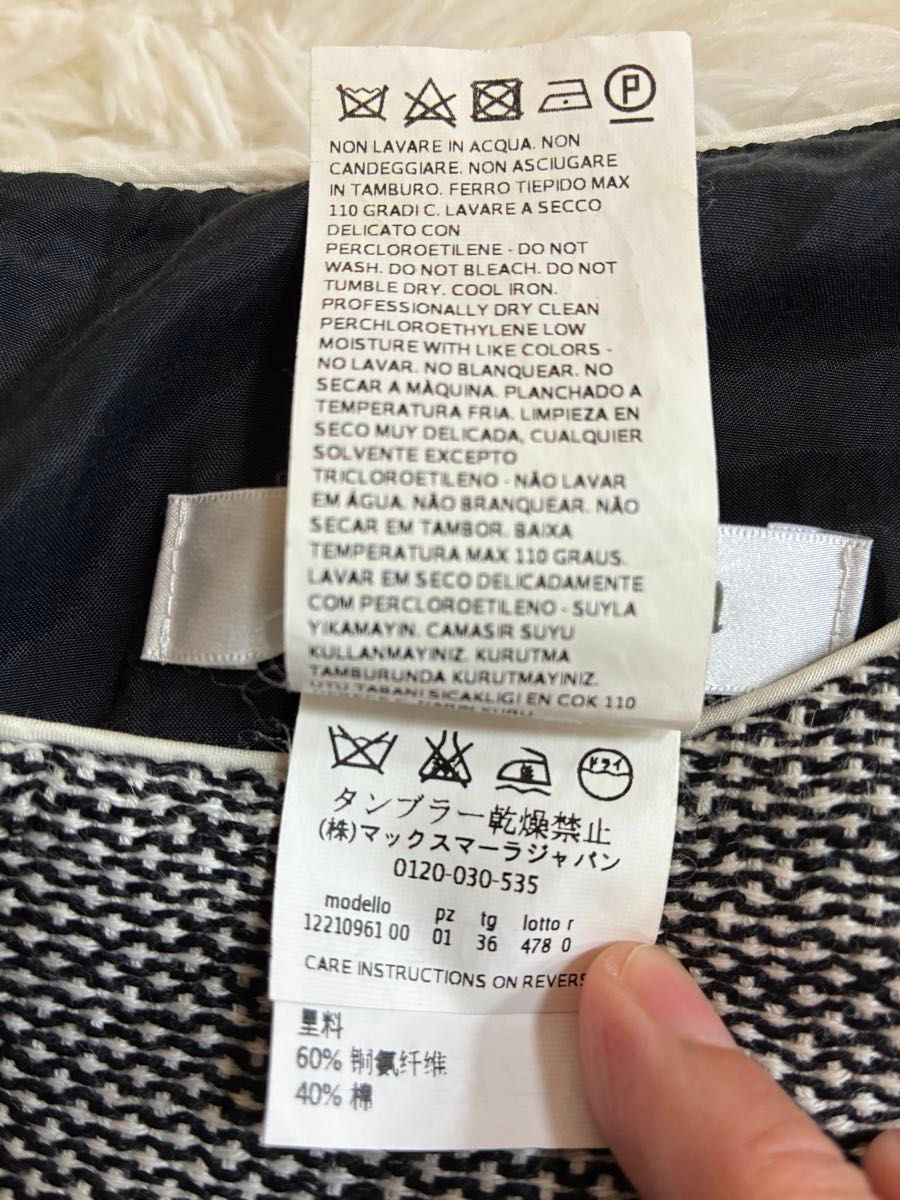 P
NON LAVARE IN ACQUA. NON
CANDEGGIARE. NON ASCIUGARE
IN TAMBURO. FERRO TIEPIDO MAX
110 GRADI C. LAVARE A SECCO
DELICATO CON
PERCLOROETILENE - DO NOT
WASH. DO NOT BLEACH. DO NOT
TUMBLE DRY. COOL IRON.
PROFESSIONALLY DRY CLEAN
PERCHLOROETHYLENE LOW
MOISTURE WITH LIKE COLORS -
NO LAVAR. NO BLANQUEAR. NO
SECAR A MÀQUINA. PLANCHADO A
TEMPERATURA FRIA. LIMPIEZA EN
SECO MUY DELICADA, CUALQUIER
SOLVENTE EXCEPTO
TRICLOROETILENO - NÃO LAVAR
EM ÁGUA. NÃO BRANQUEAR. NÃO
SECAR EM TAMBOR. BAIXA
TEMPERATURA MAX 110 GRAUS.
LAVAR EM SECO DELICADAMENTE
COM PERCLOROETILENO - SUYLA
YIKAMAYIN. CAMASIR SUYU
KULLANMAYINIZ. KURUTMA
TAMBURUNDA KURUTMAYINIZ.
UTU TABANI SICAKLIGI EN COK 110
ドライ
タンブラー乾燥禁止
(株)マックスマーラジャパン
0120-030-535
modello pz tg lotto r
12210961 00 01 36 478 0
CARE INSTRUCTIONS ON REVERS
里料
60% 铜氨纤维
40% 棉